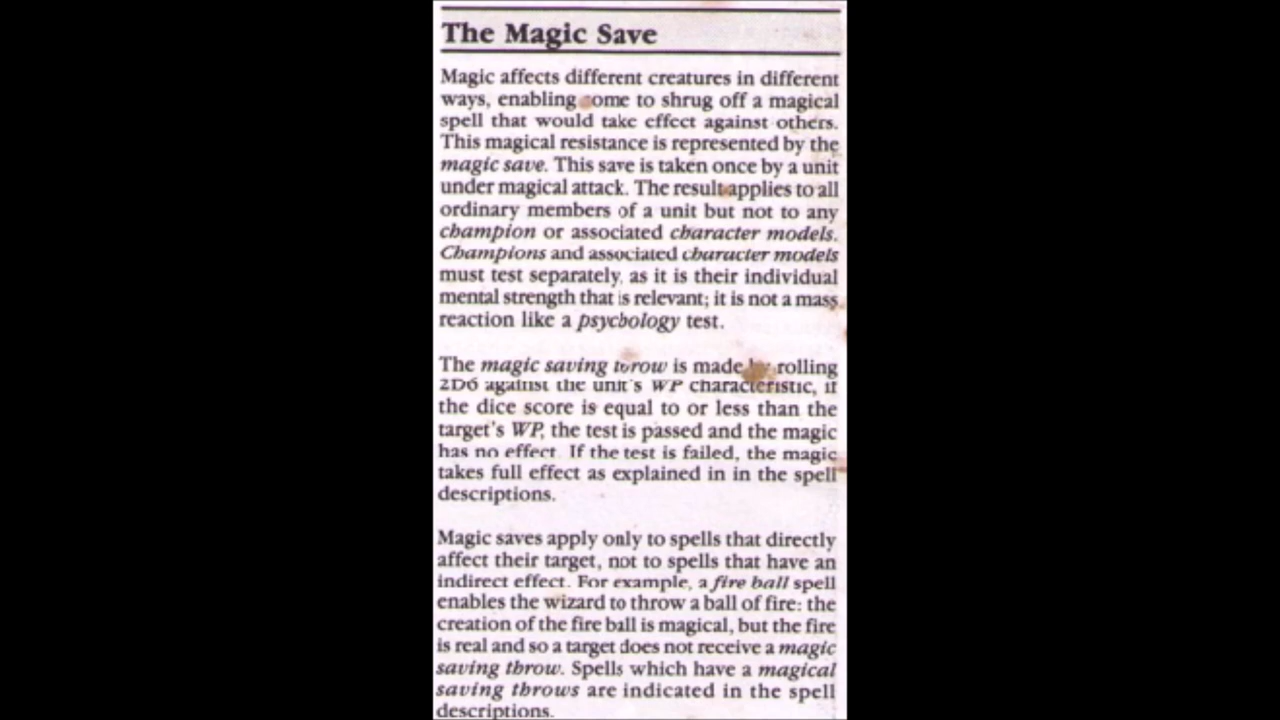 The Magic Save
Magic affects different creatures in different
ways, enabling some to shrug off a magical
spell that would take effect against others.
This magical resistance is represented by the
magic save. This save is taken once by a unit
under magical attack. The result applies to all
ordinary members of a unit but not to any
champion or associated character models.
Champions and associated character models
must test separately, as it is their individual
mental strength that is relevant; it is not a mass
reaction like a psychology test.
The magic saving throw is made by rolling
2D6 against the unit's WP characteristic, if
the dice score is equal to or less than the
target's WP, the test is passed and the magic
has no effect. If the test is failed, the magic
takes full effect as explained in in the spell
descriptions.
Magic saves apply only to spells that directly
affect their target, not to spells that have an
indirect effect. For example, a fire ball spell
enables the wizard to throw a ball of fire: the
creation of the fire ball is magical, but the fire
is real and so a target does not receive a magic
saving throw. Spells which have a magical
saving throws are indicated in the spell
descriptions.